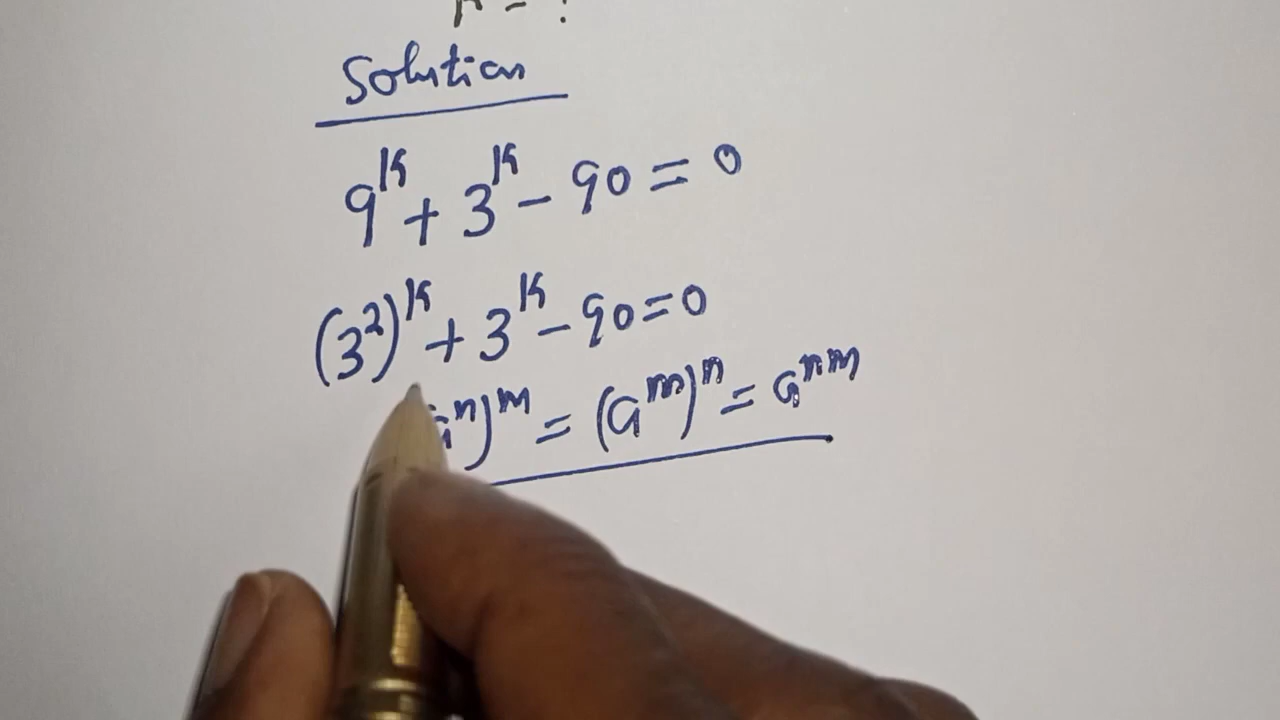 K = ?
Solution
9^K + 3^K - 90 = 0
(3^2)^K + 3^K - 90 = 0
a^n)^m = (a^m)^n = a^nm